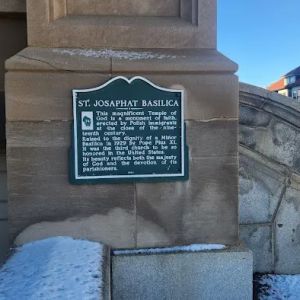 ST. JOSAPHAT BASILICA
This magnificent Temple of
God is a monument of faith,
erected by Polish immigrants
at the close of the nine-
teenth century.
Raised to the dignity of a Minor
Basilica in 1929 by Pope Pius XI,
it was the third church to be so
honored in the United States.
Its beauty reflects both the majesty
of God and the devotion of its
parishioners.